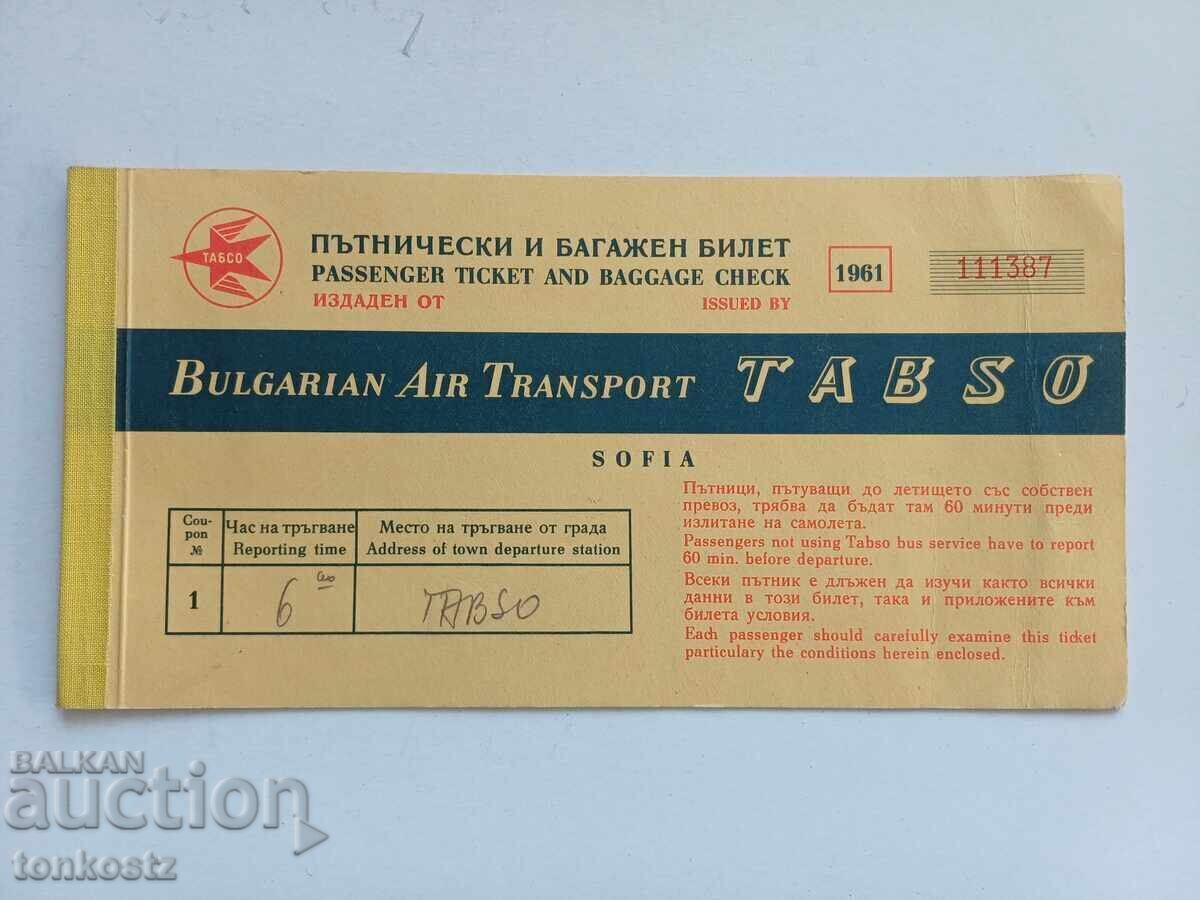 ТАБСО
ПЪТНИЧЕСКИ И БАГАЖЕН БИЛЕТ
PASSENGER TICKET AND BAGGAGE CHECK
ИЗДАДЕН ОТ ISSUED BY
1961
111387
BULGARIAN AIR TRANSPORT TABSO
SOFIA
Cou-
pon
№
Час на тръгване
Reporting time
Место на тръгване от града
Address of town departure station
1
6
TABSO
Пътници, пътуващи до летището със собствен
превоз, трябва да бъдат там 60 минути преди
излитане на самолета.
Passengers not using Tabso bus service have to report
60 min. before departure.
Всеки пътник е длъжен да изучи както всички
данни в този билет, така и приложените към
билета условия.
Each passenger should carefully examine this ticket
particulary the conditions herein enclosed.
BALKAN
auction
tonkostz